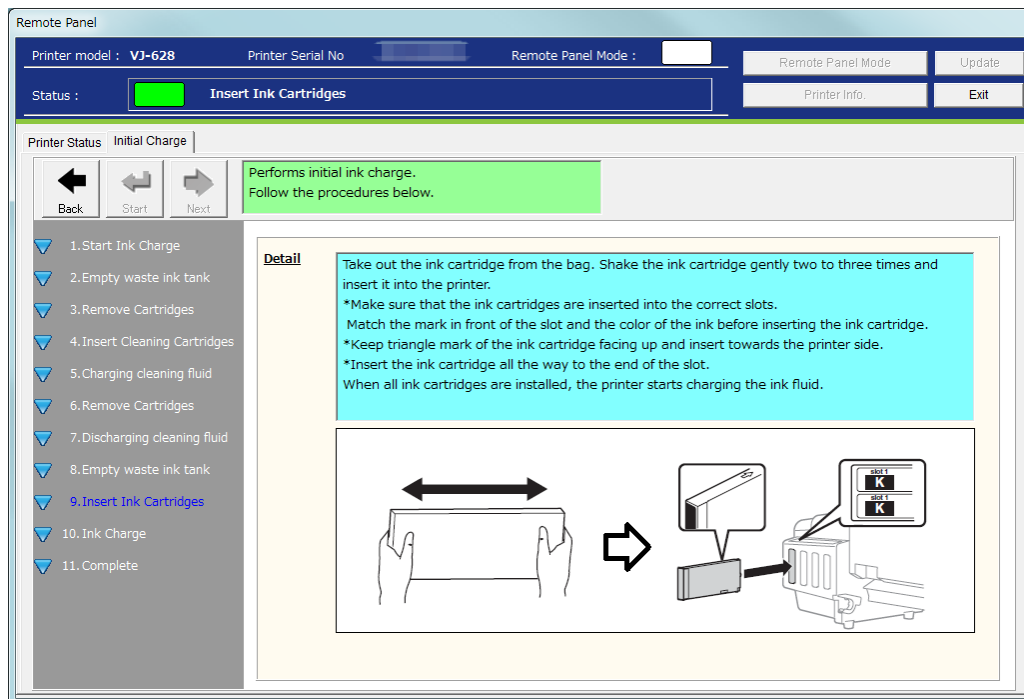 Remote Panel
Printer model : VJ-628 Printer Serial No Remote Panel Mode :
Remote Panel Mode Update
Status : Insert Ink Cartridges
Printer Info. Exit
Printer Status Initial Charge
Back Start Next
Performs initial ink charge.
Follow the procedures below.
1.Start Ink Charge
2.Empty waste ink tank
3.Remove Cartridges
4.Insert Cleaning Cartridges
5.Charging cleaning fluid
6.Remove Cartridges
7.Discharging cleaning fluid
8.Empty waste ink tank
9.Insert Ink Cartridges
10.Ink Charge
11.Complete
Detail
Take out the ink cartridge from the bag. Shake the ink cartridge gently two to three times and
insert it into the printer.
*Make sure that the ink cartridges are inserted into the correct slots.
Match the mark in front of the slot and the color of the ink before inserting the ink cartridge.
*Keep triangle mark of the ink cartridge facing up and insert towards the printer side.
*Insert the ink cartridge all the way to the end of the slot.
When all ink cartridges are installed, the printer starts charging the ink fluid.
slot 1
K
slot 1
K